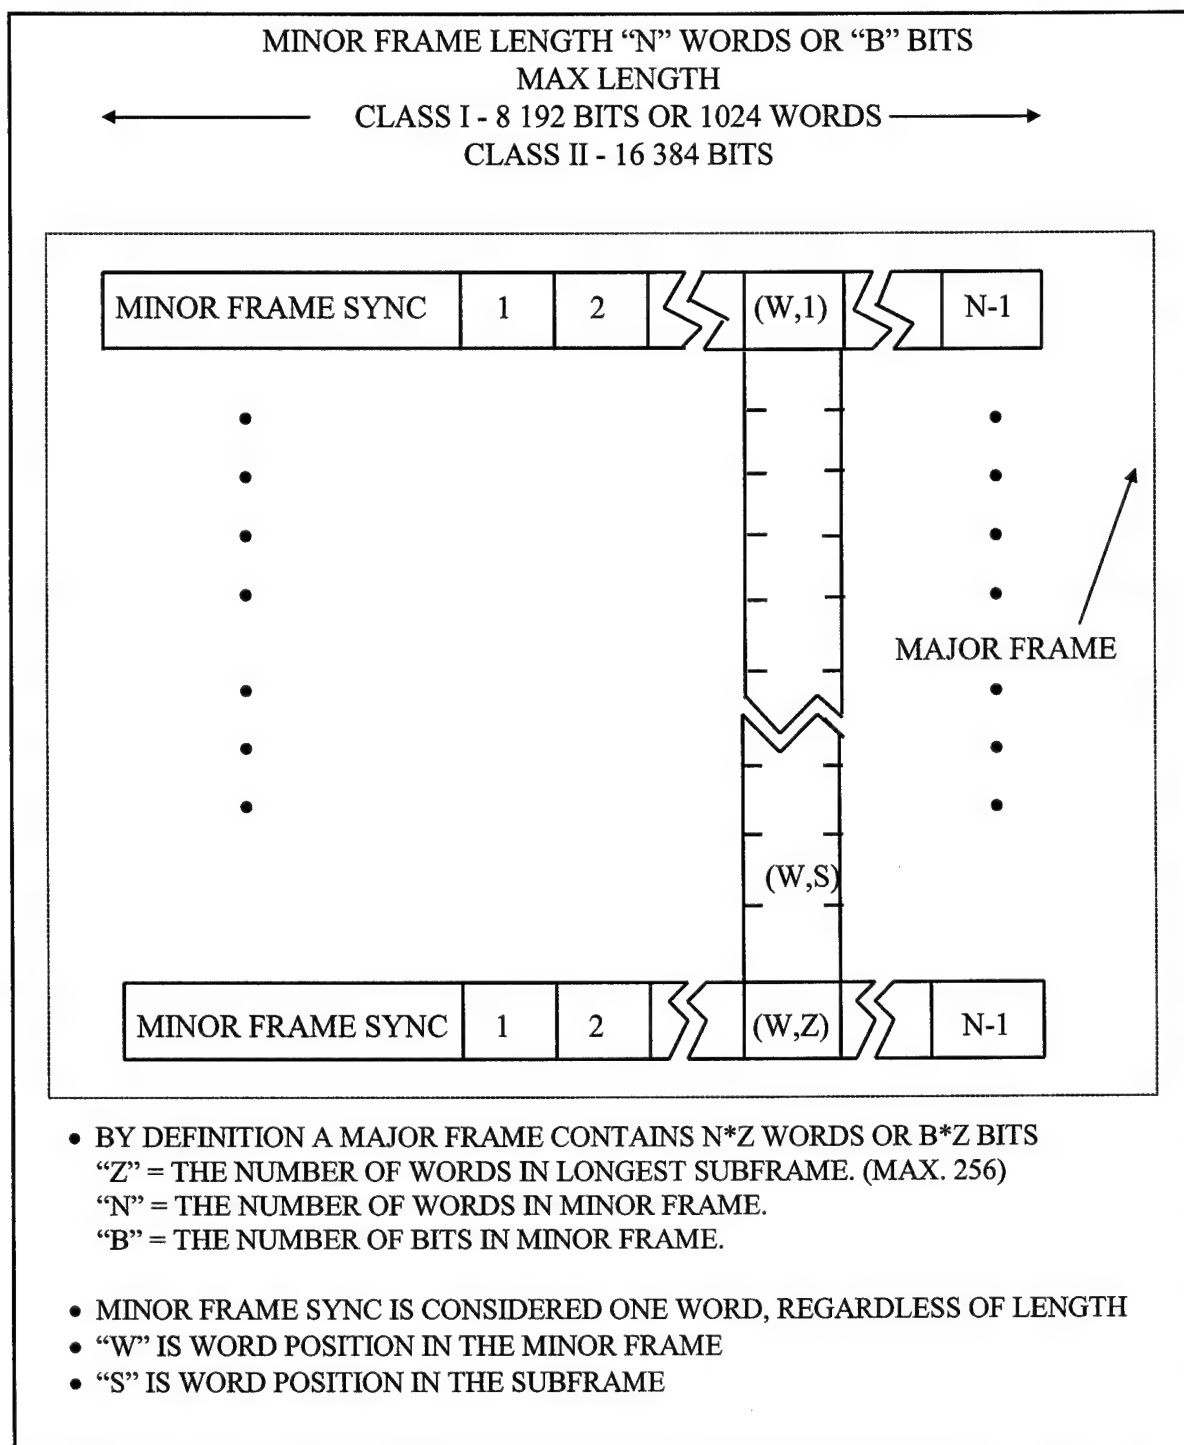 MINOR FRAME LENGTH “N” WORDS OR “B” BITS
MAX LENGTH
CLASS I - 8 192 BITS OR 1024 WORDS
CLASS II - 16 384 BITS
MINOR FRAME SYNC 1 2 (W,1) N-1
MAJOR FRAME
(W,S)
MINOR FRAME SYNC 1 2 (W,Z) N-1
• BY DEFINITION A MAJOR FRAME CONTAINS N*Z WORDS OR B*Z BITS
“Z” = THE NUMBER OF WORDS IN LONGEST SUBFRAME. (MAX. 256)
“N” = THE NUMBER OF WORDS IN MINOR FRAME.
“B” = THE NUMBER OF BITS IN MINOR FRAME.
• MINOR FRAME SYNC IS CONSIDERED ONE WORD, REGARDLESS OF LENGTH
• “W” IS WORD POSITION IN THE MINOR FRAME
• “S” IS WORD POSITION IN THE SUBFRAME